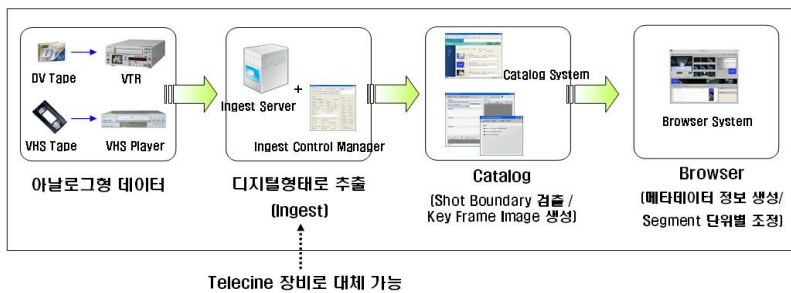 DV Tape
VTR
VHS Tape
VHS Player
아날로그형 데이터
Ingest Server
+
Ingest Control Manager
디지털형태로 추출
(Ingest)
Catalog System
Catalog
(Shot Boundary 검출 /
Key Frame Image 생성)
Browser System
Browser
(메타데이터 정보 생성/
Segment 단위별 조정)
Telecine 장비로 대체 가능